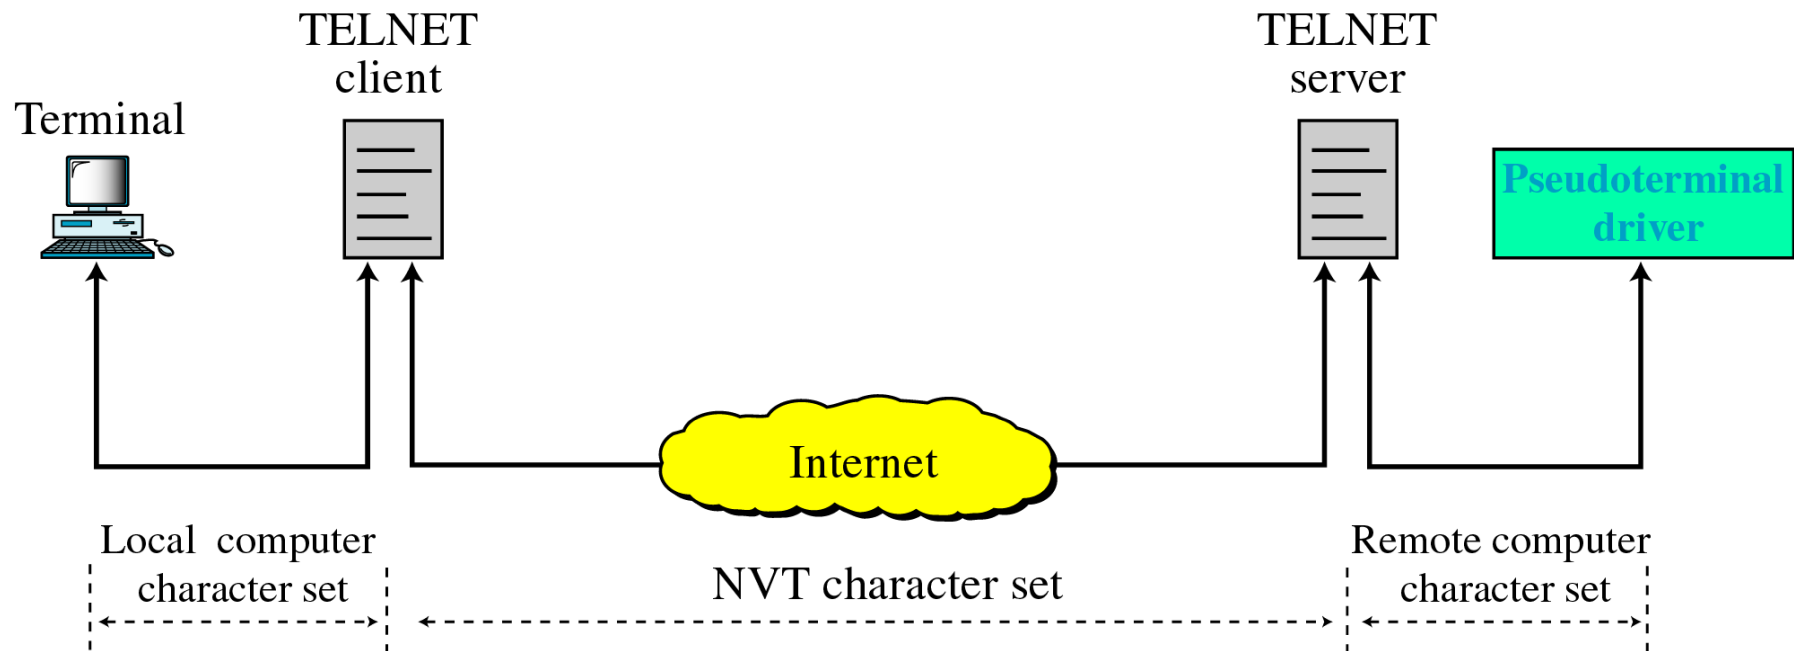 TELNET
client
TELNET
server
Terminal
Pseudoterminal
driver
Internet
Local computer
character set
NVT character set
Remote computer
character set